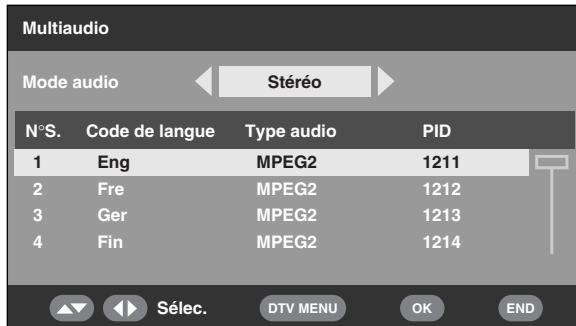 Multiaudio
Mode audio Stéréo
N°S. Code de langue Type audio PID
1 Eng MPEG2 1211
2 Fre MPEG2 1212
3 Ger MPEG2 1213
4 Fin MPEG2 1214
Sélec. DTV MENU OK END